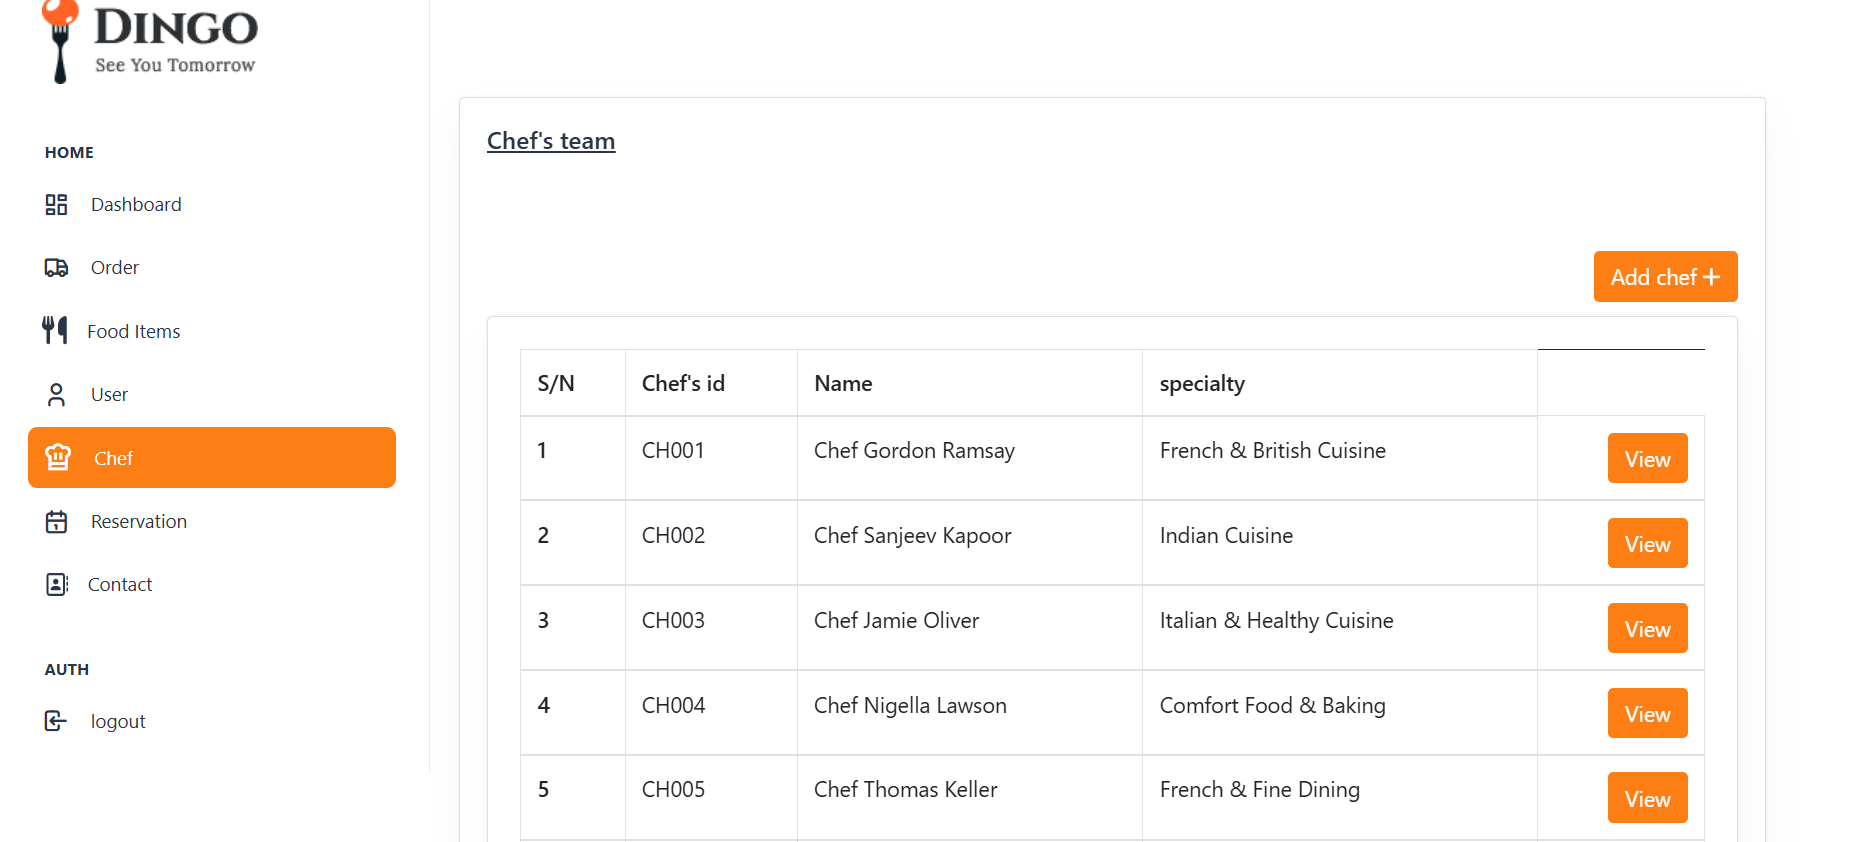 DINGO
See You Tomorrow
HOME
Dashboard
Order
Food Items
User
Chef
Reservation
Contact
AUTH
logout
Chef's team
Add chef+
S/N Chef's id Name specialty
1 CH001 Chef Gordon Ramsay French & British Cuisine View
2 CH002 Chef Sanjeev Kapoor Indian Cuisine View
3 CH003 Chef Jamie Oliver Italian & Healthy Cuisine View
4 CH004 Chef Nigella Lawson Comfort Food & Baking View
5 CH005 Chef Thomas Keller French & Fine Dining View